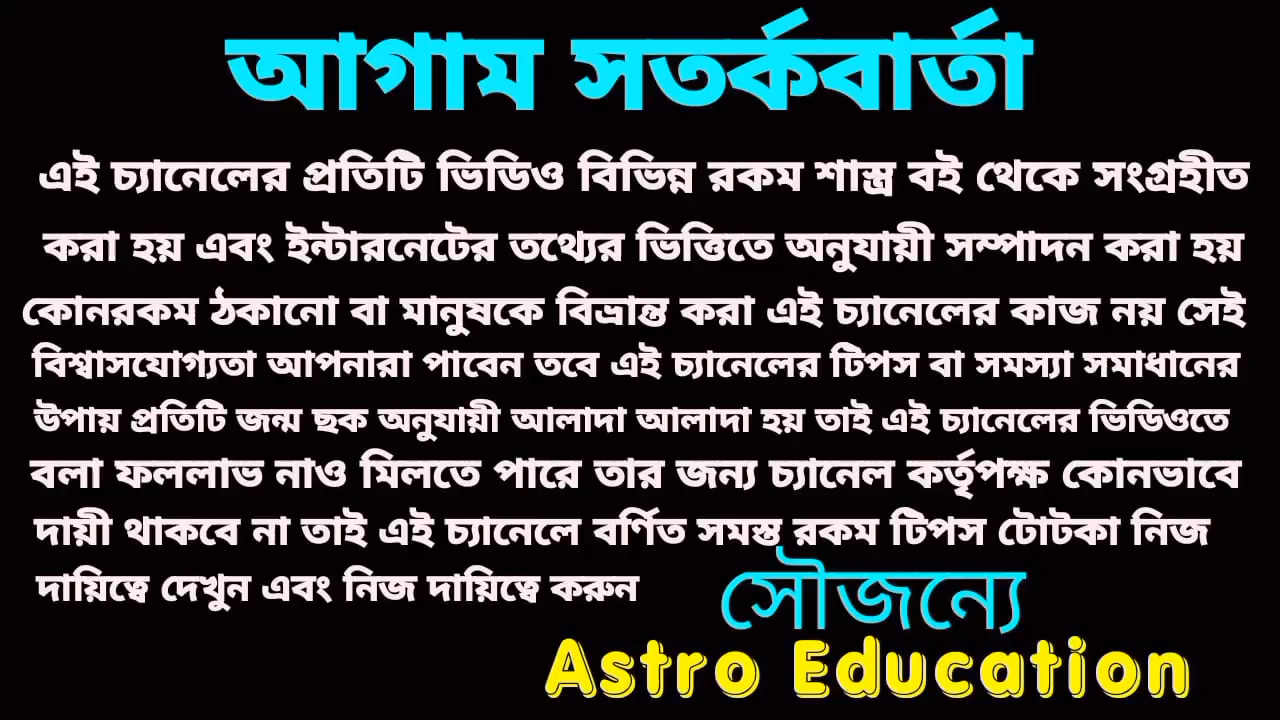 আগাম সতর্কবার্তা
এই চ্যানেলের প্রতিটি ভিডিও বিভিন্ন রকম শাস্ত্র বই থেকে সংগ্রহীত
করা হয় এবং ইন্টারনেটের তথ্যের ভিত্তিতে অনুযায়ী সম্পাদন করা হয়
কোনরকম ঠকানো বা মানুষকে বিভ্রান্ত করা এই চ্যানেলের কাজ নয় সেই
বিশ্বাসযোগ্যতা আপনারা পাবেন তবে এই চ্যানেলের টিপস বা সমস্যা সমাধানের
উপায় প্রতিটি জন্ম ছক অনুযায়ী আলাদা আলাদা হয় তাই এই চ্যানেলের ভিডিওতে
বলা ফললাভ নাও মিলতে পারে তার জন্য চ্যানেল কর্তৃপক্ষ কোনভাবে
দায়ী থাকবে না তাই এই চ্যানেলে বর্ণিত সমস্ত রকম টিপস টোটকা নিজ
দায়িত্বে দেখুন এবং নিজ দায়িত্বে করুন
সৌজন্যে
Astro Education